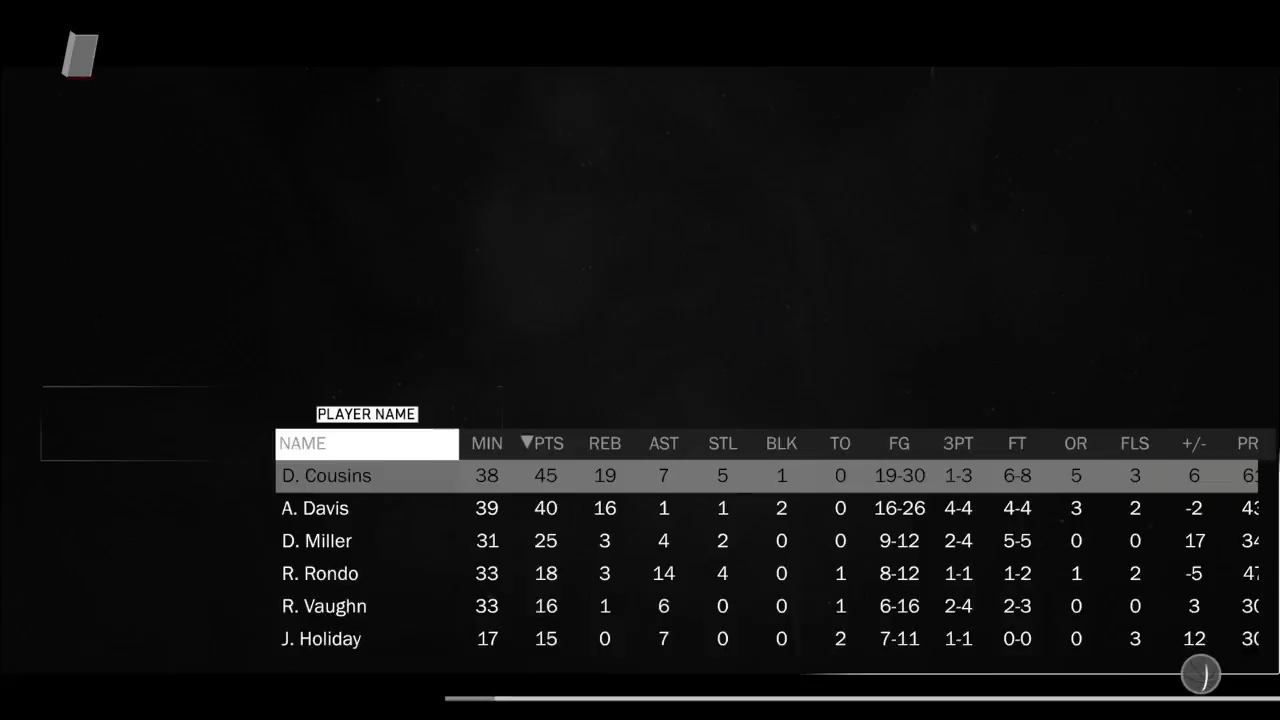 PLAYER NAME
NAME MIN ▼PTS REB AST STL BLK TO FG 3PT FT OR FLS +/- PR
D. Cousins 38 45 19 7 5 1 0 19-30 1-3 6-8 5 3 6
A. Davis 39 40 16 1 1 2 0 16-26 4-4 4-4 3 2 -2
D. Miller 31 25 3 4 2 0 0 9-12 2-4 5-5 0 0 17
R. Rondo 33 18 3 14 4 0 1 8-12 1-1 1-2 1 2 -5
R. Vaughn 33 16 1 6 0 0 1 6-16 2-4 2-3 0 0 3
J. Holiday 17 15 0 7 0 0 2 7-11 1-1 0-0 0 3 12